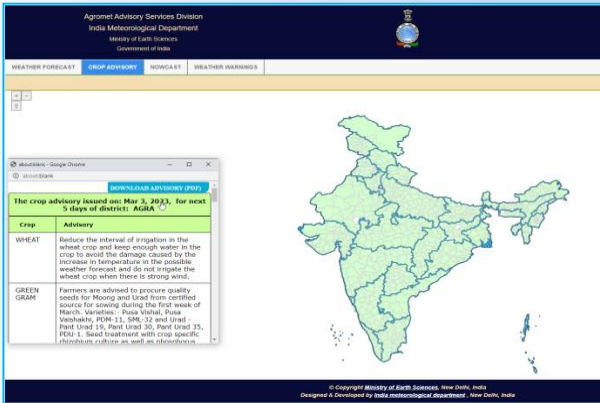 Agromet Advisory Services Division
India Meteorological Department
Ministry of Earth Sciences
Government of India
WEATHER FORECAST CROP ADVISORY NOWCAST WEATHER WARNINGS
about:blank - Google Chrome
about:blank
DOWNLOAD ADVISORY (PDF)
The crop advisory issued on: Mar 3, 2023, for next
5 days of district: AGRA
Crop Advisory
WHEAT Reduce the interval of irrigation in the
wheat crop and keep enough water in the
crop to avoid the damage caused by the
increase in temperature in the possible
weather forecast and do not irrigate the
wheat crop when there is strong wind.
GREEN Farmers are advised to procure quality
GRAM seeds for Moong and Urad from certified
source for sowing during the first week of
March. Varieties:- Pusa Vishal, Pusa
Vaishakhi, PDM-11, SML-32 and Urad -
Pant Urad 19, Pant Urad 30, Pant Urad 35,
PDU-1. Seed treatment with crop specific
rhizobium culture as well as phosphorus
© Copyright Ministry of Earth Sciences, New Delhi, India
Designed & Developed by India meteorological department , New Delhi, India